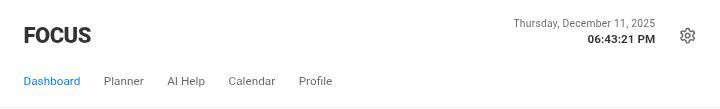 FOCUS
Thursday, December 11, 2025
06:43:21 PM
Dashboard Planner AI Help Calendar Profile